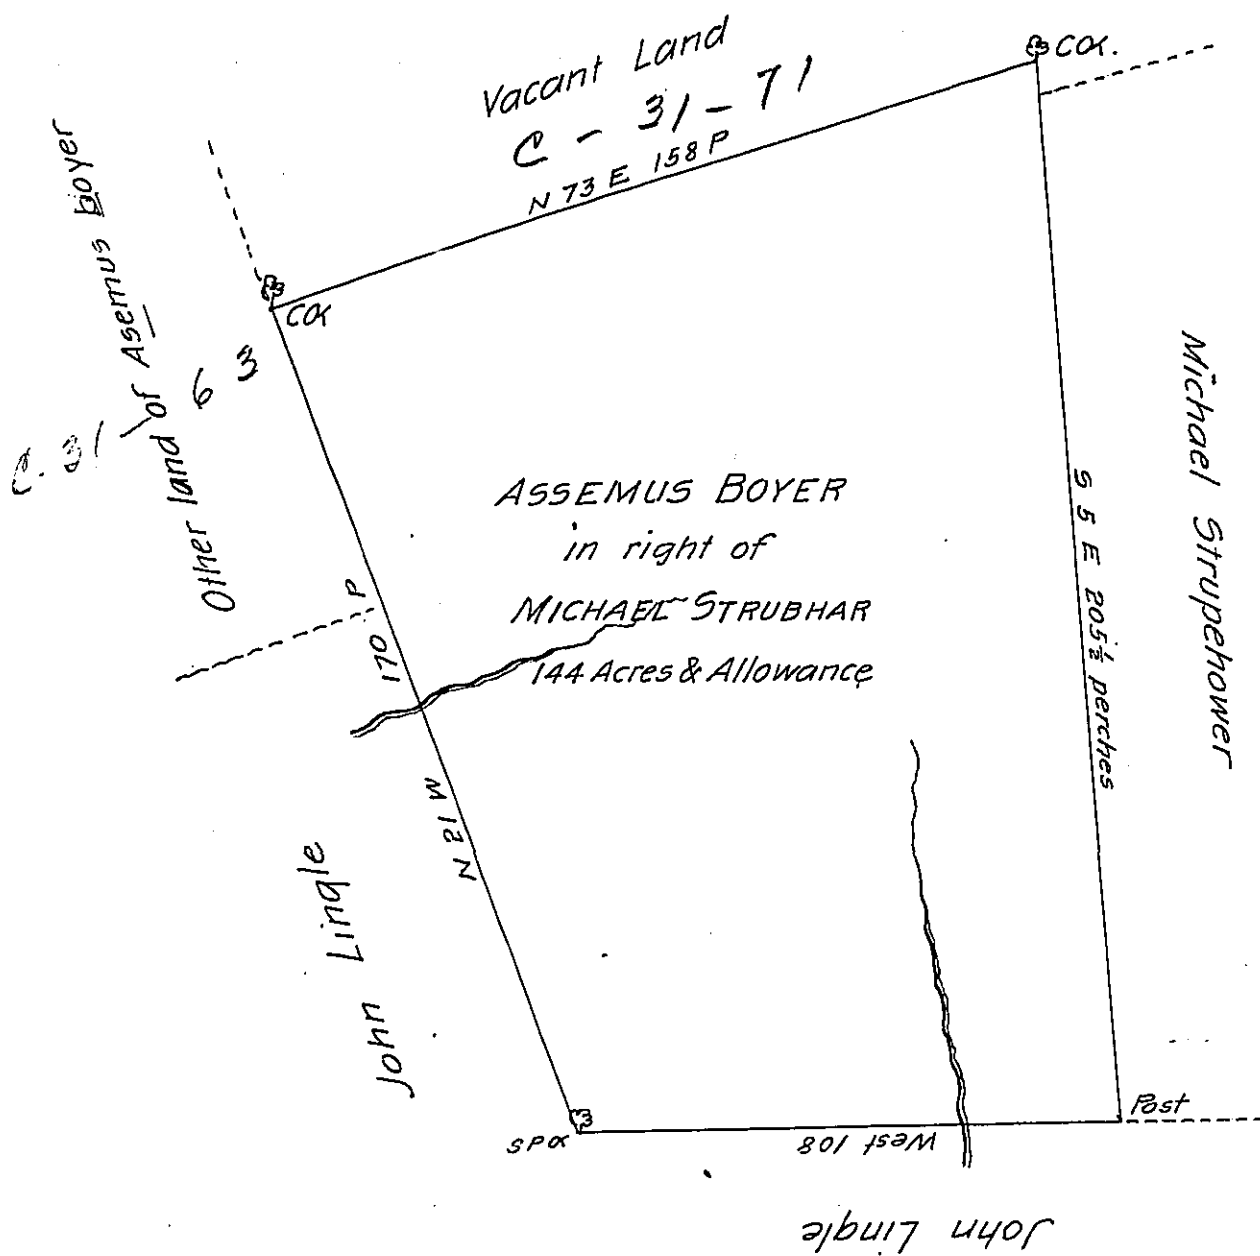 Vacant Land
C - 31 - 71
N 73 E 158 P
CO.
CO
Other land of Asemus boyer
C. 31 - 63
ASSEMUS BOYER
in right of
MICHAEL STRUBHAR
144 Acres & Allowance
Michael Strupehower
S 5 E 205½ perches
N 21 W 170 P
John Lingle
SPO
West 108
Post
John Lingle